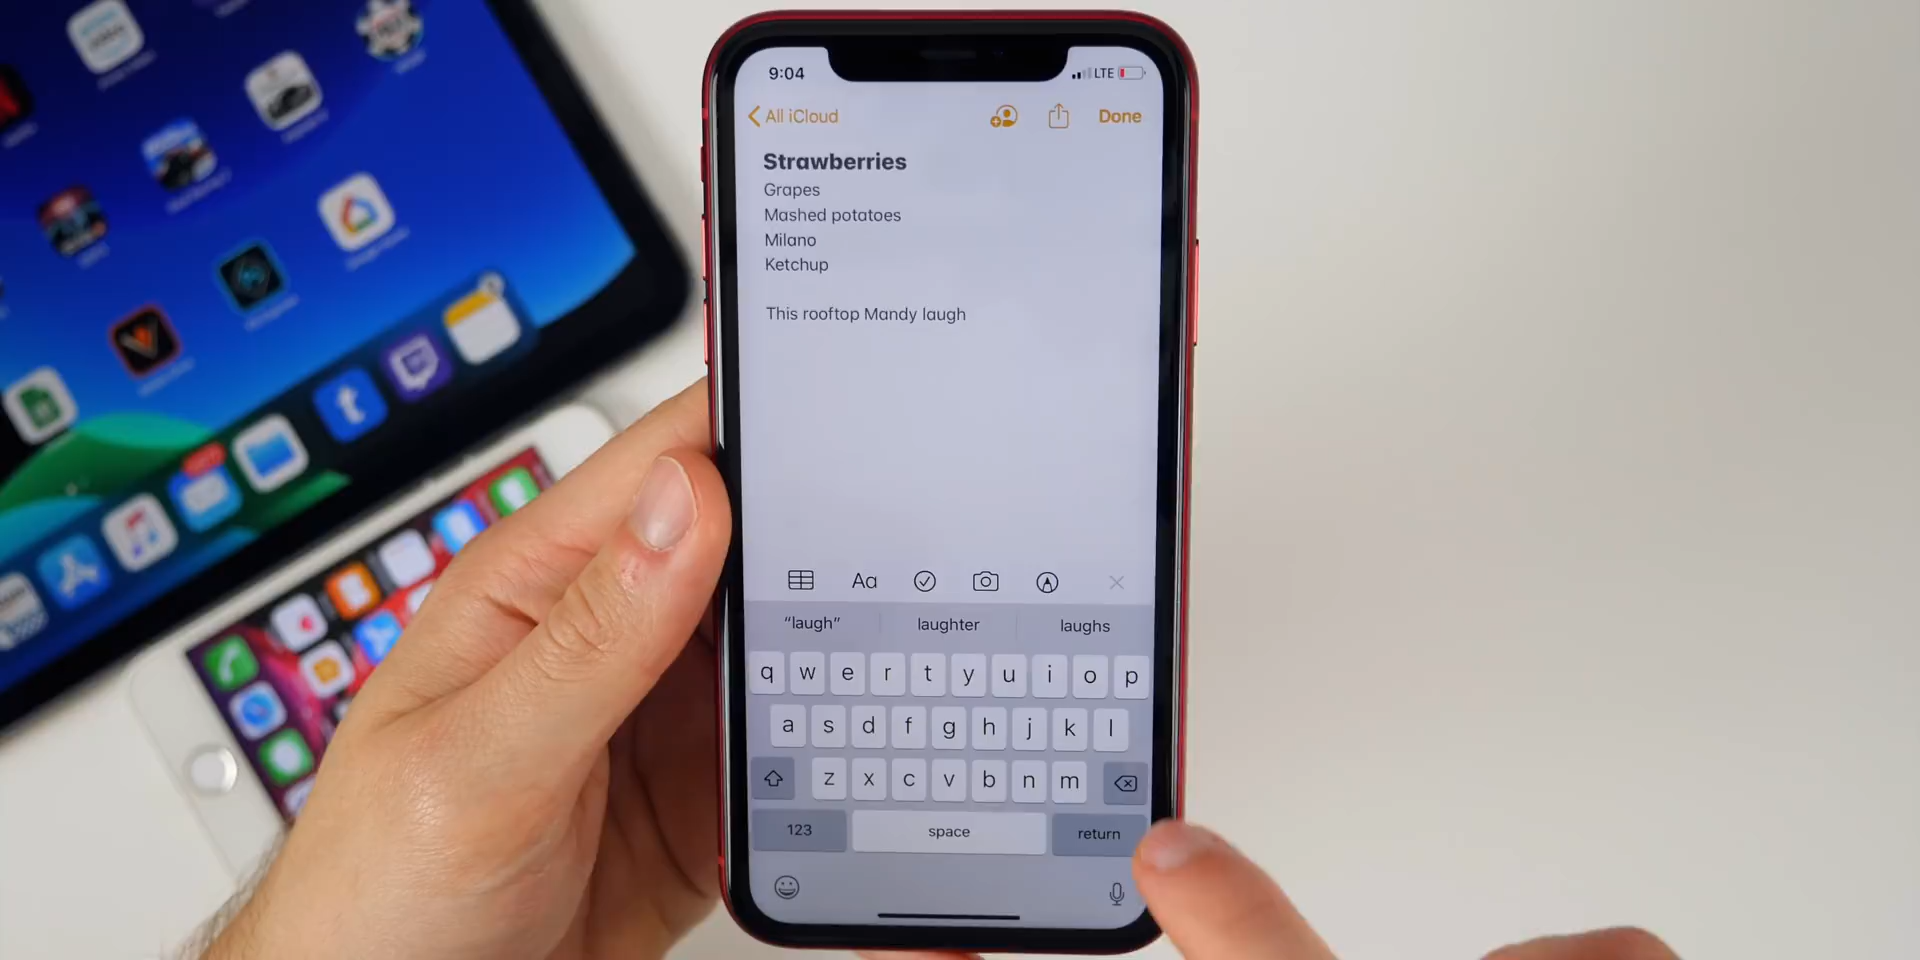 9:04 LTE
All iCloud Done
Strawberries
Grapes
Mashed potatoes
Milano
Ketchup
This rooftop Mandy laugh
Aa
“laugh” laughter laughs
q w e r t y u i o p
a s d f g h j k l
z x c v b n m
123 space return